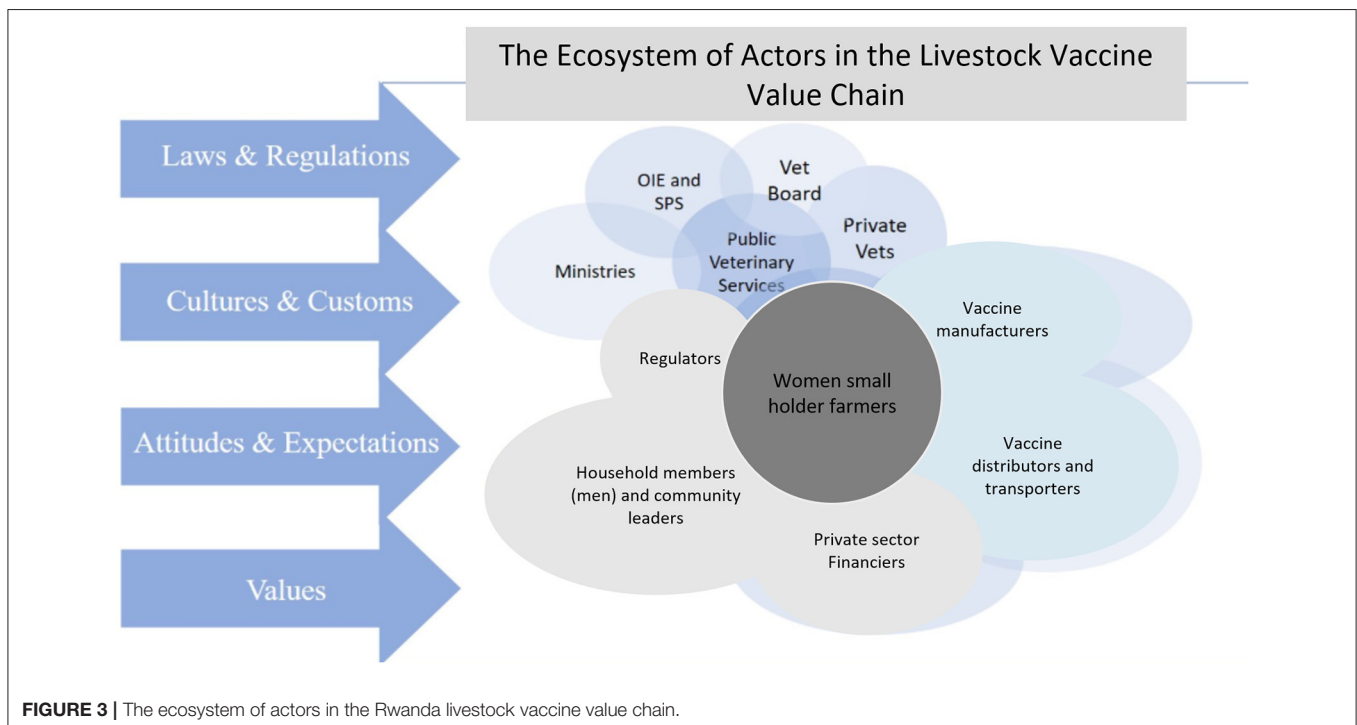 The Ecosystem of Actors in the Livestock Vaccine
Value Chain
Laws & Regulations
Cultures & Customs
Attitudes & Expectations
Values
OIE and
SPS
Vet
Board
Private
Vets
Public
Veterinary
Services
Ministries
Vaccine
manufacturers
Regulators
Women small
holder farmers
Household members
(men) and community
leaders
Vaccine
distributors and
transporters
Private sector
Financiers
FIGURE 3 | The ecosystem of actors in the Rwanda livestock vaccine value chain.